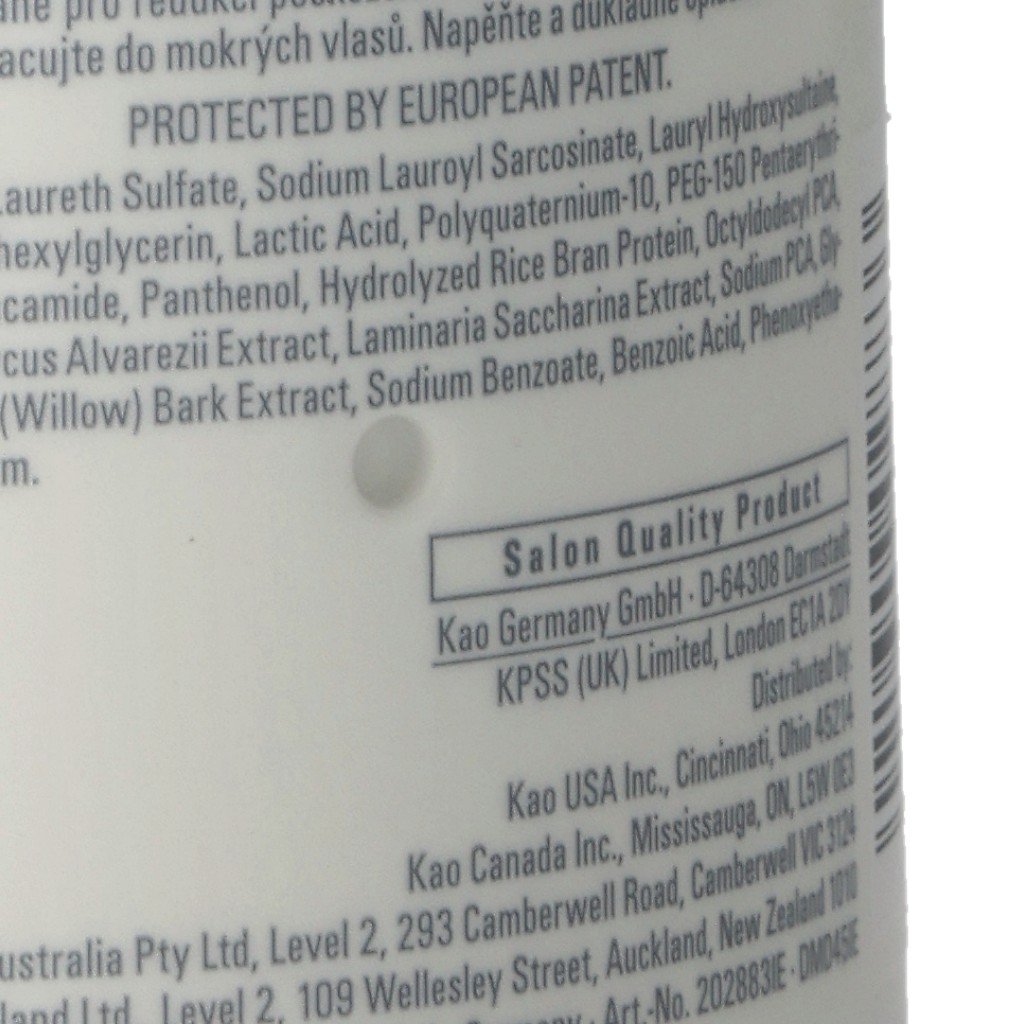 acujte do mokrých vlasů. Napěňte a důkladně
PROTECTED BY EUROPEAN PATENT.
Laureth Sulfate, Sodium Lauroyl Sarcosinate, Lauryl Hydroxysultaine,
hexylglycerin, Lactic Acid, Polyquaternium-10, PEG-150 Pentaerythri-
camide, Panthenol, Hydrolyzed Rice Bran Protein, Octyldodecyl PCA,
cus Alvarezii Extract, Laminaria Saccharina Extract, Sodium PCA, Gly-
(Willow) Bark Extract, Sodium Benzoate, Benzoic Acid, Phenoxyetha-
m.
Salon Quality Product
Kao Germany GmbH · D-64308 Darmstadt
KPSS (UK) Limited, London EC1A 2DY
Distributed by:
Kao USA Inc., Cincinnati, Ohio 45214
Kao Canada Inc., Mississauga, ON, L5W 0E3
ustralia Pty Ltd, Level 2, 293 Camberwell Road, Camberwell VIC 3124
land Ltd, Level 2, 109 Wellesley Street, Auckland, New Zealand 1010
Art.-No. 202883IE ·